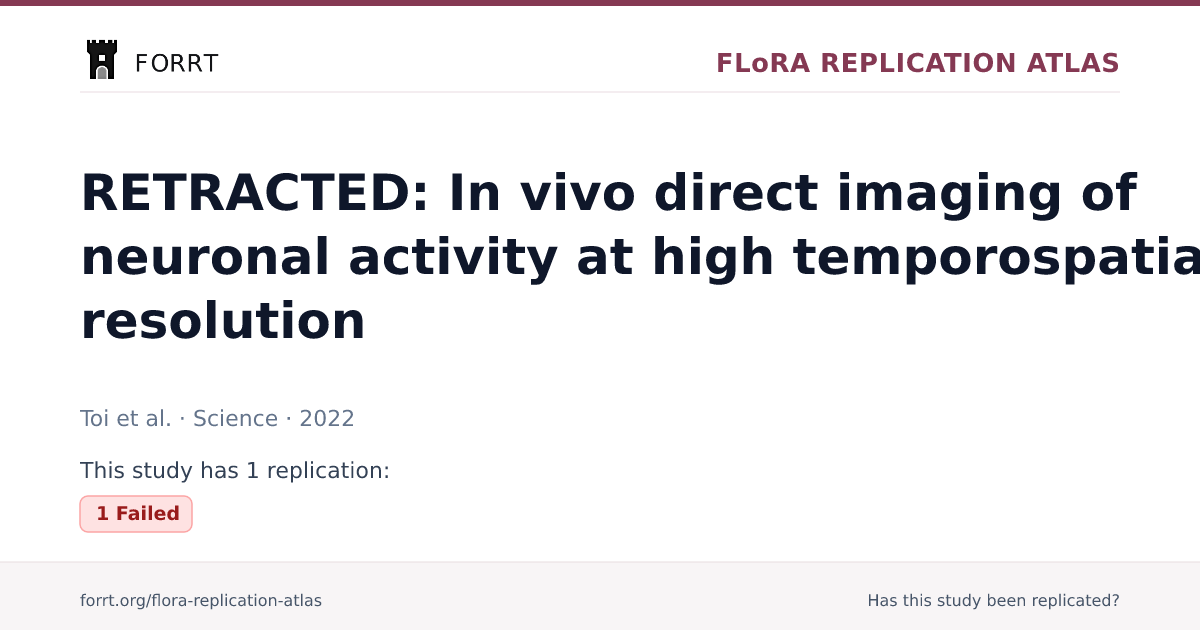 FORRT
FLoRA REPLICATION ATLAS
RETRACTED: In vivo direct imaging of
neuronal activity at high temporospatia
resolution
Toi et al. · Science · 2022
This study has 1 replication:
1 Failed
forrt.org/flora-replication-atlas
Has this study been replicated?